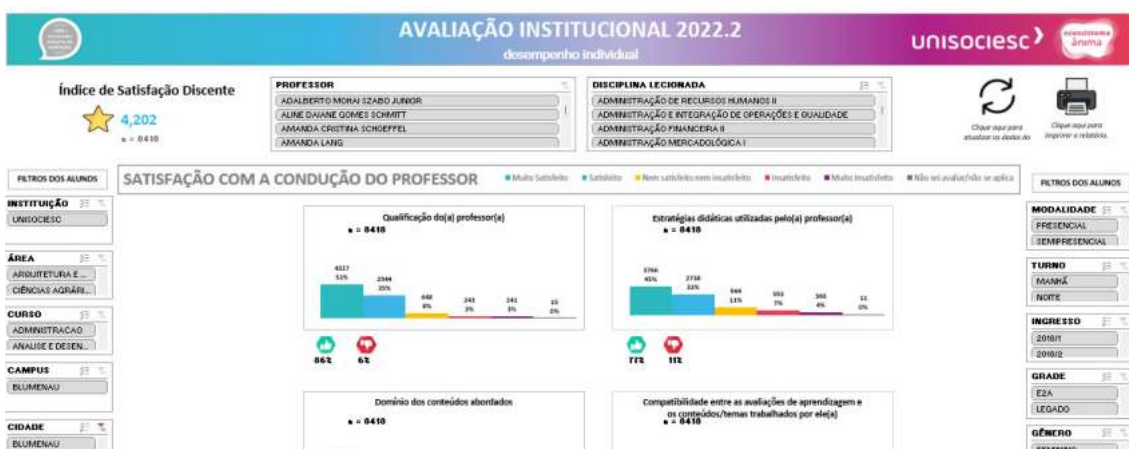 AVALIAÇÃO INSTITUCIONAL 2022.2
desempenho individual
unisociesc
ecossistema
ânima
Índice de Satisfação Discente
4,202
n = 8418
PROFESSOR
ADALBERTO MOHAI SZABO JUNIOR
ALINE DAIANE GOMES SCHMITT
AMANDA CRISTINA SCHOEFFEL
AMANDA LANG
DISCIPLINA LECIONADA
ADMINISTRAÇÃO DE RECURSOS HUMANOS II
ADMINISTRAÇÃO E INTEGRAÇÃO DE OPERAÇÕES E QUALIDADE
ADMINISTRAÇÃO FINANCEIRA II
ADMINISTRAÇÃO MERCADOLÓGICA I
Clique aqui para
atualizar os dados do
Clique aqui para
imprimir o relatório.
FILTROS DOS ALUNOS
SATISFAÇÃO COM A CONDUÇÃO DO PROFESSOR
Muito Satisfeito
Satisfeito
Nem satisfeito nem insatisfeito
Insatisfeito
Muito Insatisfeito
Não sei avaliar/não se aplica
FILTROS DOS ALUNOS
INSTITUIÇÃO
UNISOCIESC
ÁREA
ARQUITETURA E ...
CIÊNCIAS AGRÁRI...
CURSO
ADMINISTRACAO
ANALISE E DESEN...
CAMPUS
BLUMENAU
CIDADE
BLUMENAU
Qualificação do(a) professor(a)
n = 8418
51%
35%
648
8%
243
3%
241
3%
15
0%
86%
6%
Estratégias didáticas utilizadas pelo(a) professor(a)
n = 8418
45%
11%
593
7%
4%
11
0%
77%
11%
Domínio dos conteúdos abordados
n = 8418
Compatibilidade entre as avaliações de aprendizagem e
os conteúdos/temas trabalhados por ele(a)
n = 8418
MODALIDADE
PRESENCIAL
SEMIPRESENCIAL
TURNO
MANHÃ
NOITE
INGRESSO
2018/1
2018/2
GRADE
E2A
LEGADO
GÊNERO